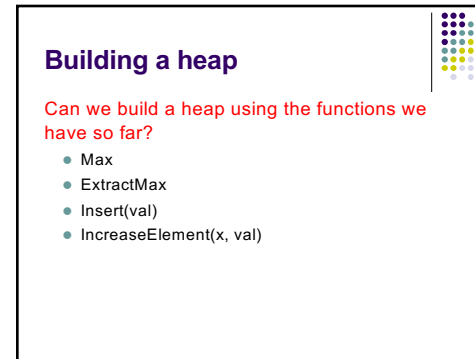 Building a heap
Can we build a heap using the functions we
have so far?
● Max
● ExtractMax
● Insert(val)
● IncreaseElement(x, val)